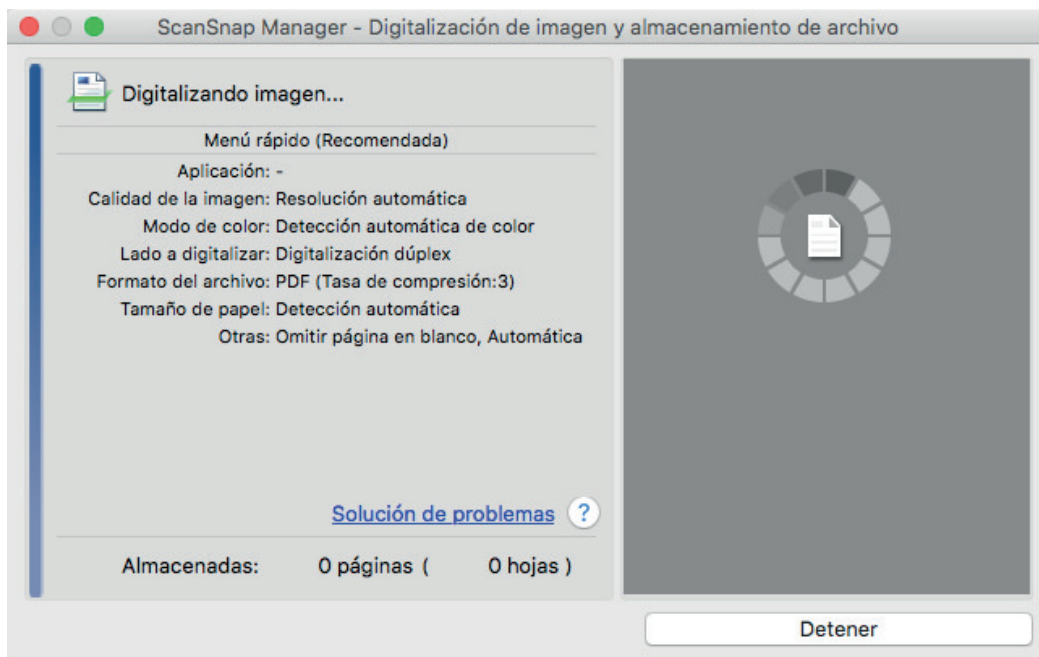 ScanSnap Manager - Digitalización de imagen y almacenamiento de archivo
Digitalizando imagen...
Menú rápido (Recomendada)
Aplicación: -
Calidad de la imagen: Resolución automática
Modo de color: Detección automática de color
Lado a digitalizar: Digitalización dúplex
Formato del archivo: PDF (Tasa de compresión:3)
Tamaño de papel: Detección automática
Otras: Omitir página en blanco, Automática
Solución de problemas ?
Almacenadas: 0 páginas ( 0 hojas )
Detener